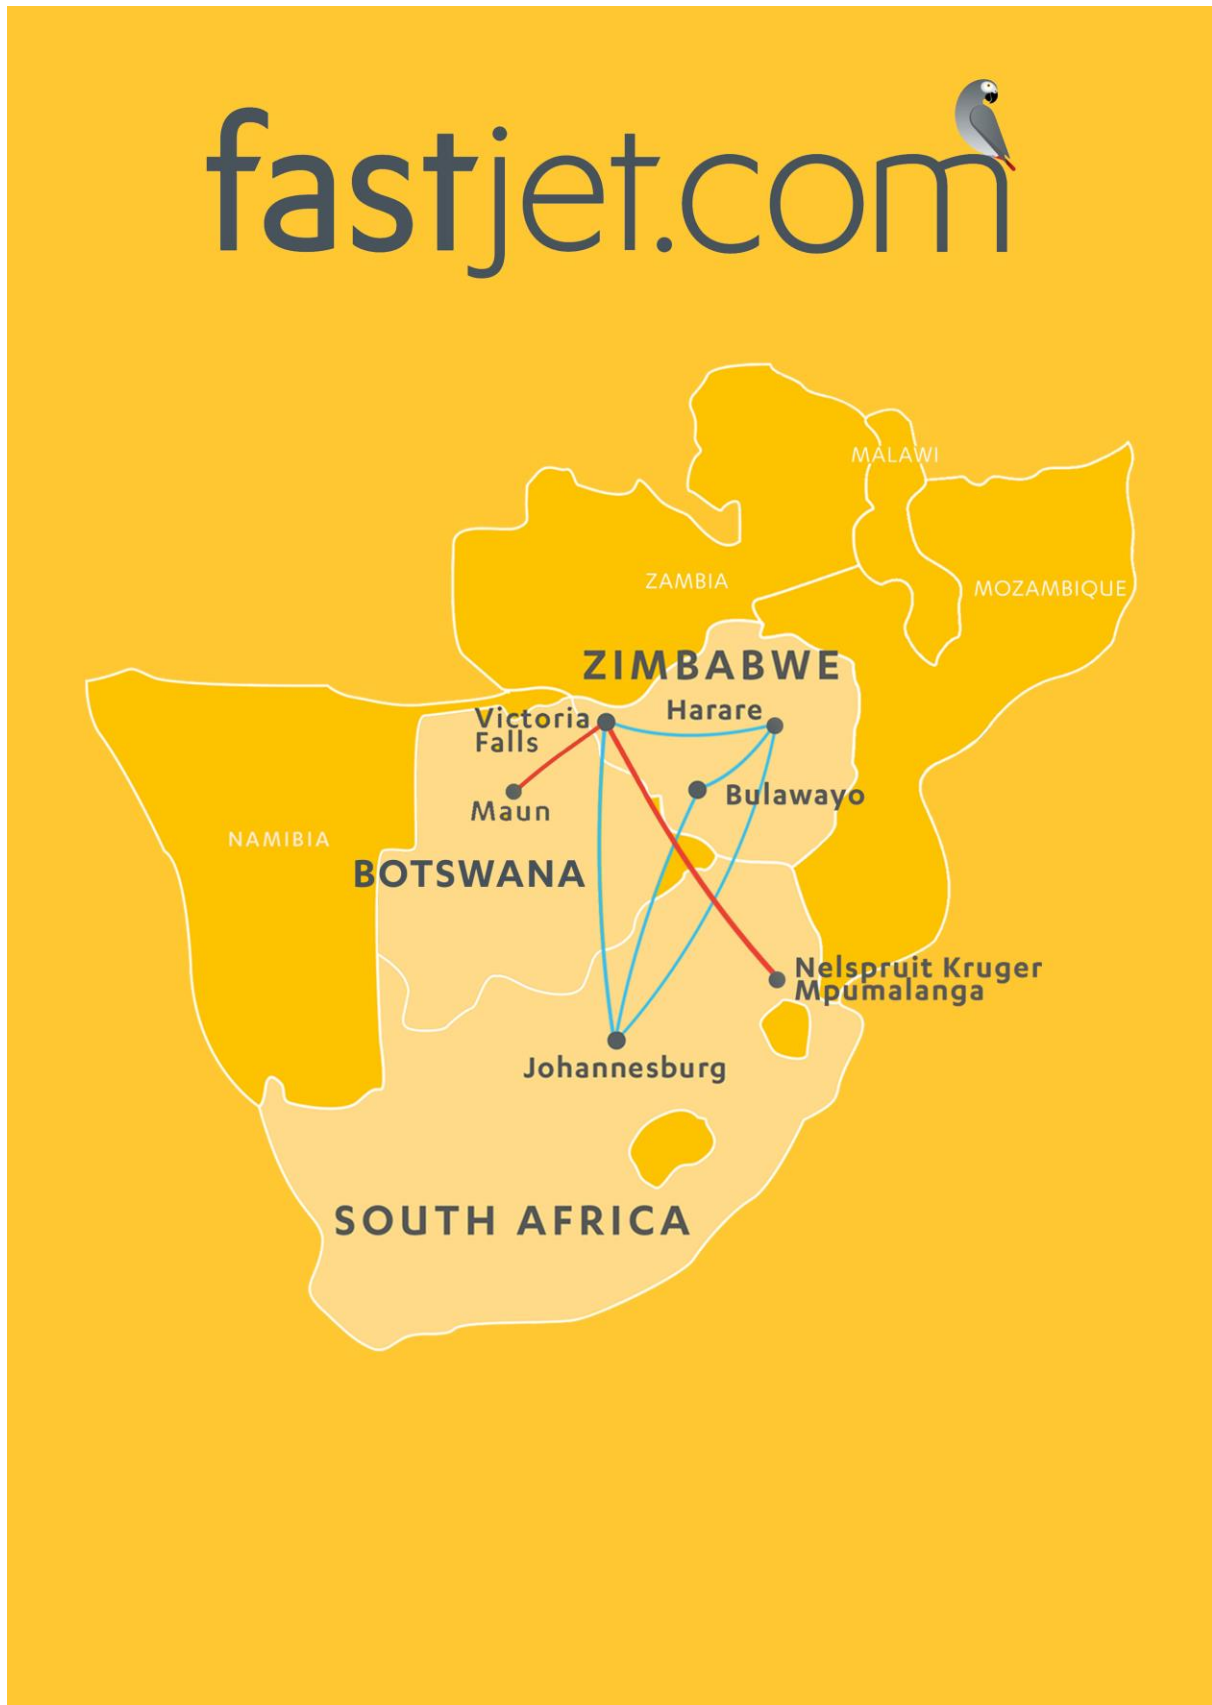 fastjet.com
MALAWI
ZAMBIA
MOZAMBIQUE
ZIMBABWE
Harare
Victoria
Falls
Maun
Bulawayo
NAMIBIA
BOTSWANA
Nelspruit Kruger
Mpumalanga
Johannesburg
SOUTH AFRICA